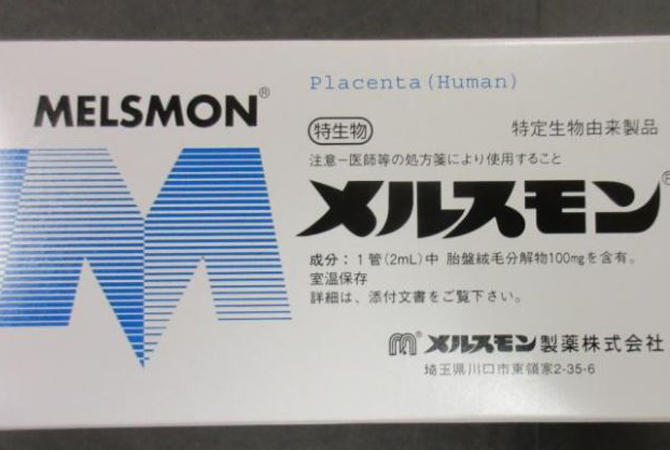 MELSMON®
Placenta(Human)
特生物
特定生物由来製品
注意−医師等の処方箋により使用すること
メルスモン®
成分：1管(2mL)中 胎盤絨毛分解物100mgを含有。
室温保存
詳細は、添付文書をご覧下さい。
m® メルスモン製薬株式会社
埼玉県川口市東領家2-35-6